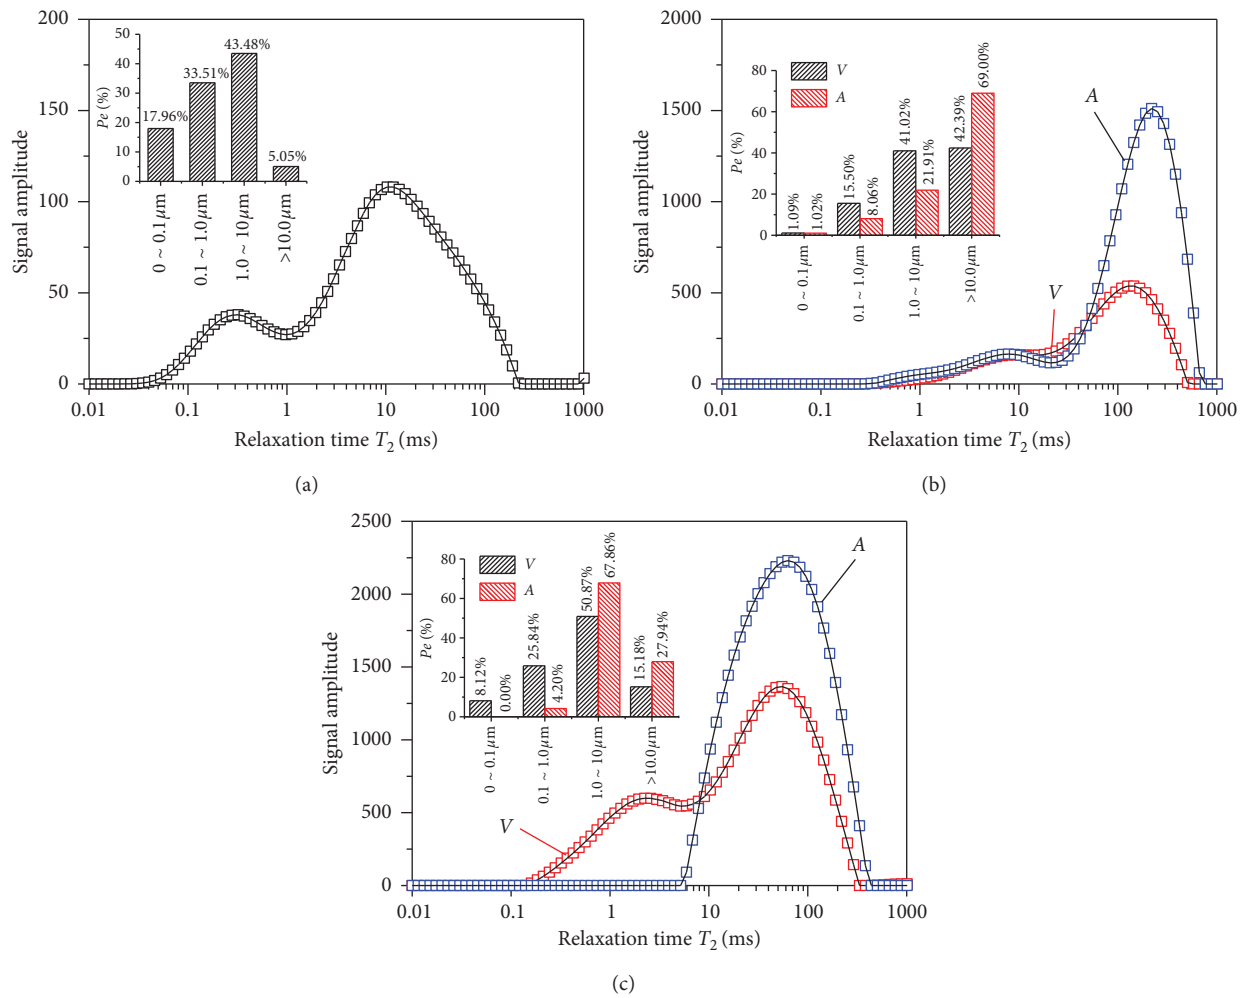 200
150
100
50
0
Signal amplitude
0.01
0.1
1
10
100
1000
Relaxation time T2 (ms)
50
40
30
20
10
0
Pe (%)
17.96%
33.51%
43.48%
5.05%
0 ~ 0.1 μm
0.1 ~ 1.0 μm
1.0 ~ 10 μm
>10.0 μm
(a)
2000
1500
1000
500
0
Signal amplitude
0.01
0.1
1
10
100
1000
Relaxation time T2 (ms)
80
60
40
20
0
Pe (%)
V
A
1.09%
1.02%
15.50%
8.06%
41.02%
21.91%
42.39%
69.00%
0 ~ 0.1 μm
0.1 ~ 1.0 μm
1.0 ~ 10 μm
>10.0 μm
A
V
(b)
2500
2000
1500
1000
500
0
Signal amplitude
0.01
0.1
1
10
100
1000
Relaxation time T2 (ms)
80
60
40
20
0
Pe (%)
V
A
8.12%
0.00%
25.84%
4.20%
50.87%
67.86%
15.18%
27.94%
0 ~ 0.1 μm
0.1 ~ 1.0 μm
1.0 ~ 10 μm
>10.0 μm
A
V
(c)